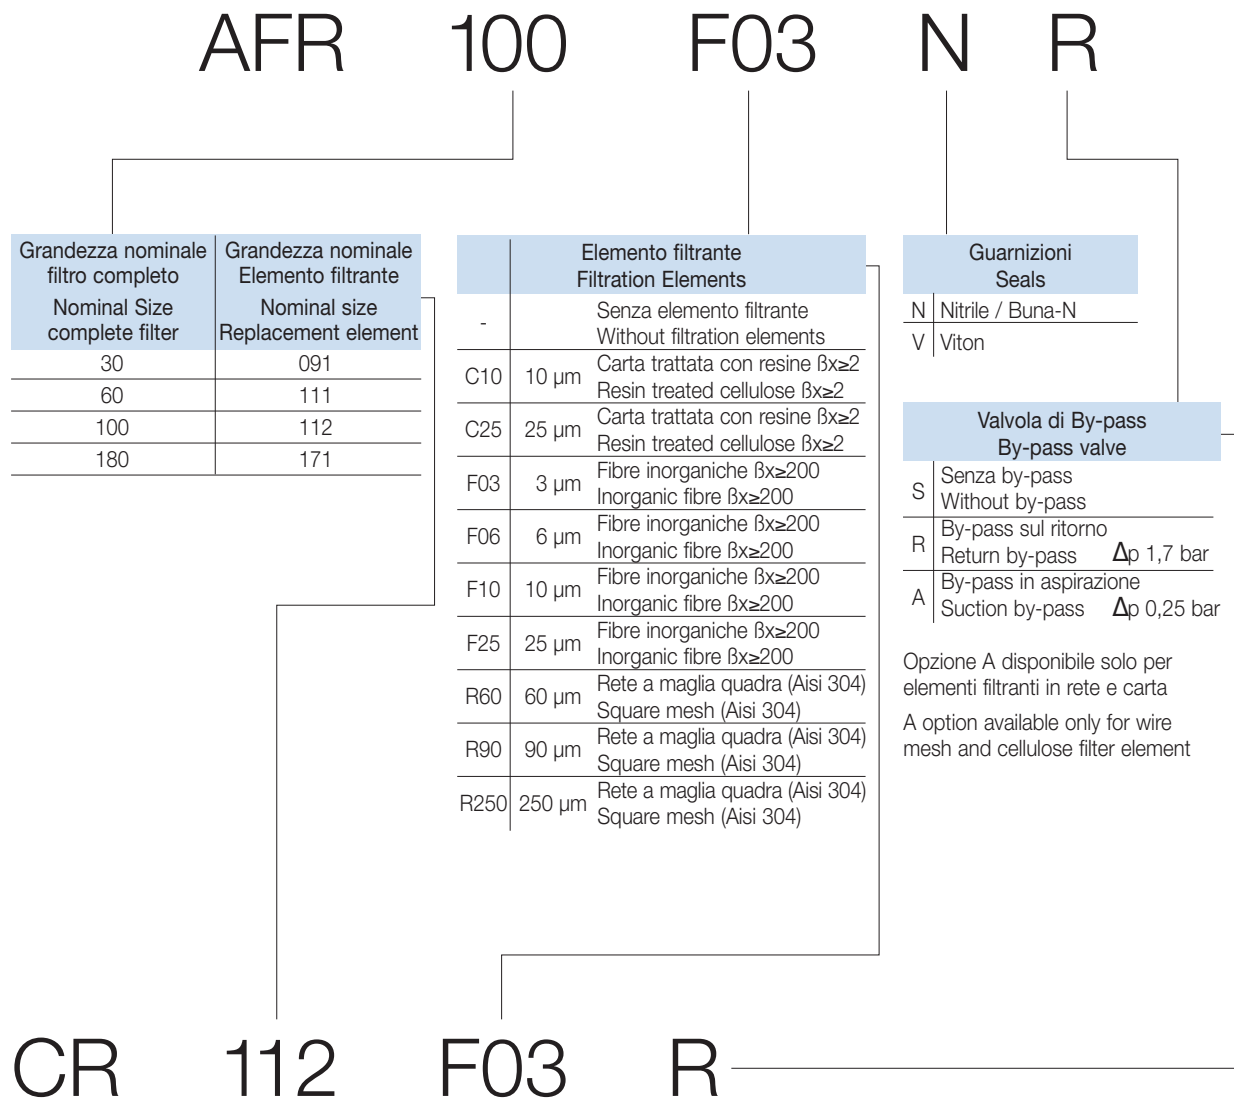 AFR 100 F03 N R
Grandezza nominale
filtro completo
Nominal Size
complete filter
Grandezza nominale
Elemento filtrante
Nominal size
Replacement element
30 091
60 111
100 112
180 171
Elemento filtrante
Filtration Elements
- Senza elemento filtrante
Without filtration elements
C10 10 µm Carta trattata con resine ßx≥2
Resin treated cellulose ßx≥2
C25 25 µm Carta trattata con resine ßx≥2
Resin treated cellulose ßx≥2
F03 3 µm Fibre inorganiche ßx≥200
Inorganic fibre ßx≥200
F06 6 µm Fibre inorganiche ßx≥200
Inorganic fibre ßx≥200
F10 10 µm Fibre inorganiche ßx≥200
Inorganic fibre ßx≥200
F25 25 µm Fibre inorganiche ßx≥200
Inorganic fibre ßx≥200
R60 60 µm Rete a maglia quadra (Aisi 304)
Square mesh (Aisi 304)
R90 90 µm Rete a maglia quadra (Aisi 304)
Square mesh (Aisi 304)
R250 250 µm Rete a maglia quadra (Aisi 304)
Square mesh (Aisi 304)
Guarnizioni
Seals
N Nitrile / Buna-N
V Viton
Valvola di By-pass
By-pass valve
S Senza by-pass
Without by-pass
R By-pass sul ritorno
Return by-pass Δp 1,7 bar
A By-pass in aspirazione
Suction by-pass Δp 0,25 bar
Opzione A disponibile solo per
elementi filtranti in rete e carta
A option available only for wire
mesh and cellulose filter element
CR 112 F03 R